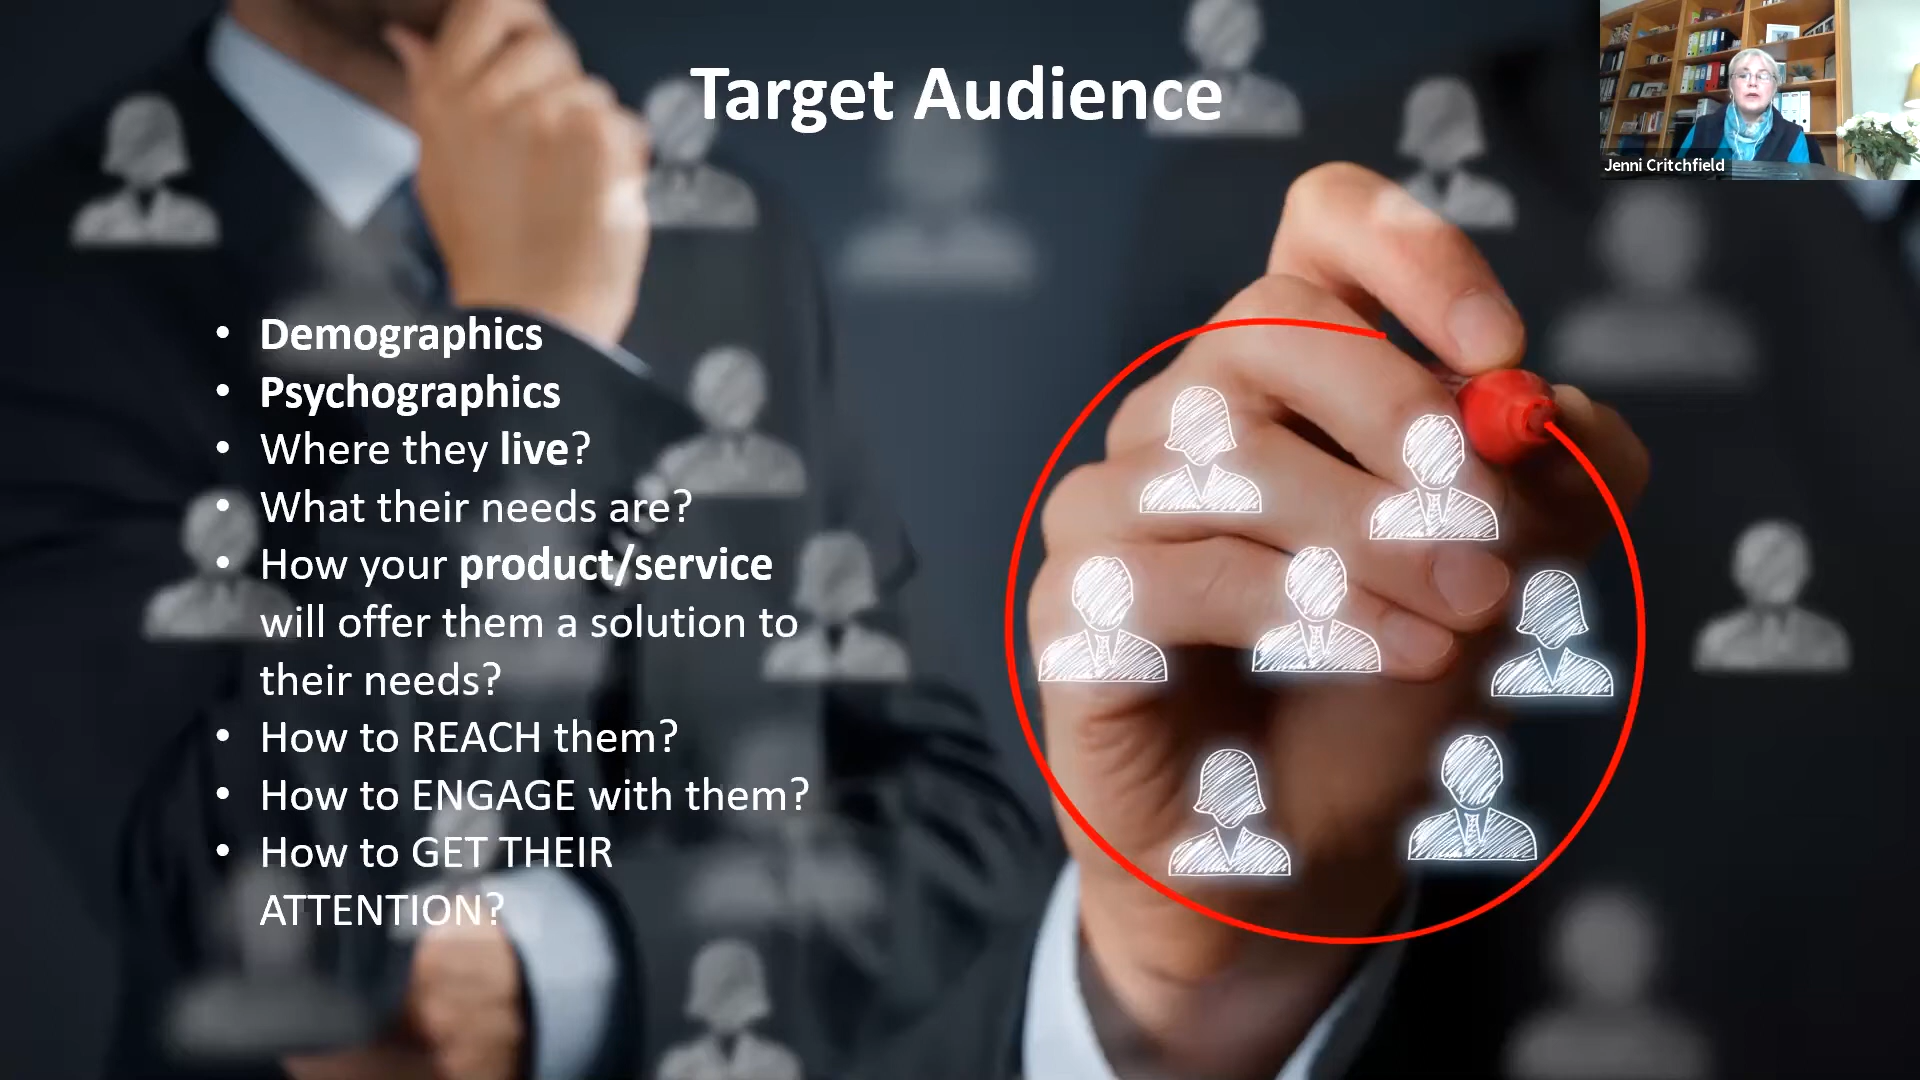 Target Audience
Jenni Critchfield
• Demographics
• Psychographics
• Where they live?
• What their needs are?
• How your product/service
will offer them a solution to
their needs?
• How to REACH them?
• How to ENGAGE with them?
• How to GET THEIR
ATTENTION?